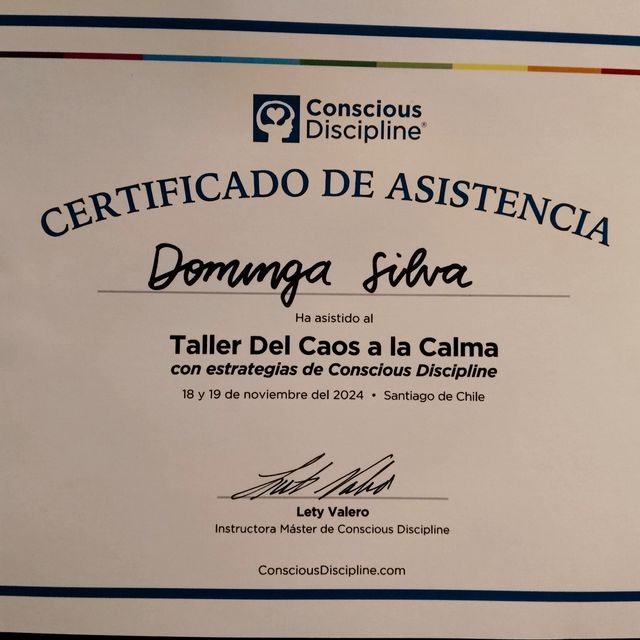 Conscious
Discipline®
CERTIFICADO DE ASISTENCIA
Dominga Silva
Ha asistido al
Taller Del Caos a la Calma
con estrategias de Conscious Discipline
18 y 19 de noviembre del 2024 • Santiago de Chile
Lety Valero
Lety Valero
Instructora Máster de Conscious Discipline
ConsciousDiscipline.com